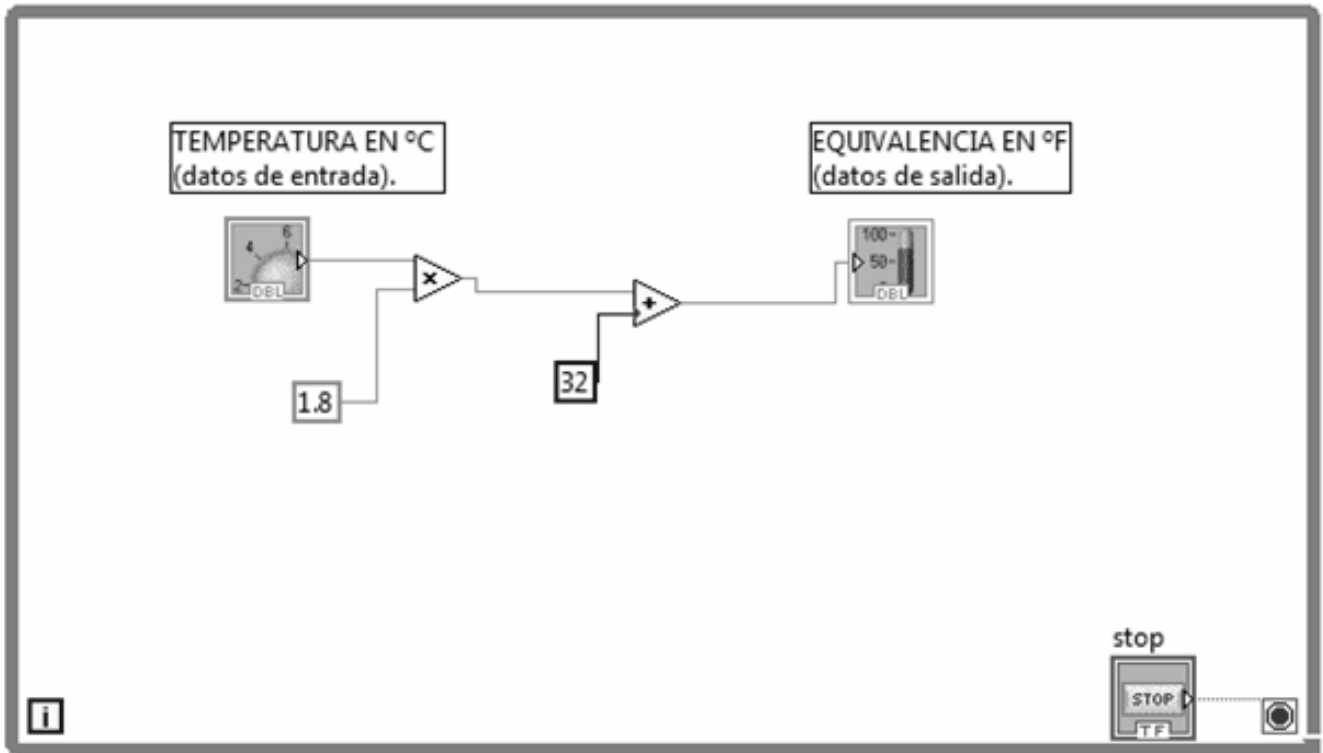 TEMPERATURA EN ºC
(datos de entrada).
EQUIVALENCIA EN ºF
(datos de salida).
6
4
2
DBL
100
50
DBL
×
+
1.8
32
stop
STOP
TF
i